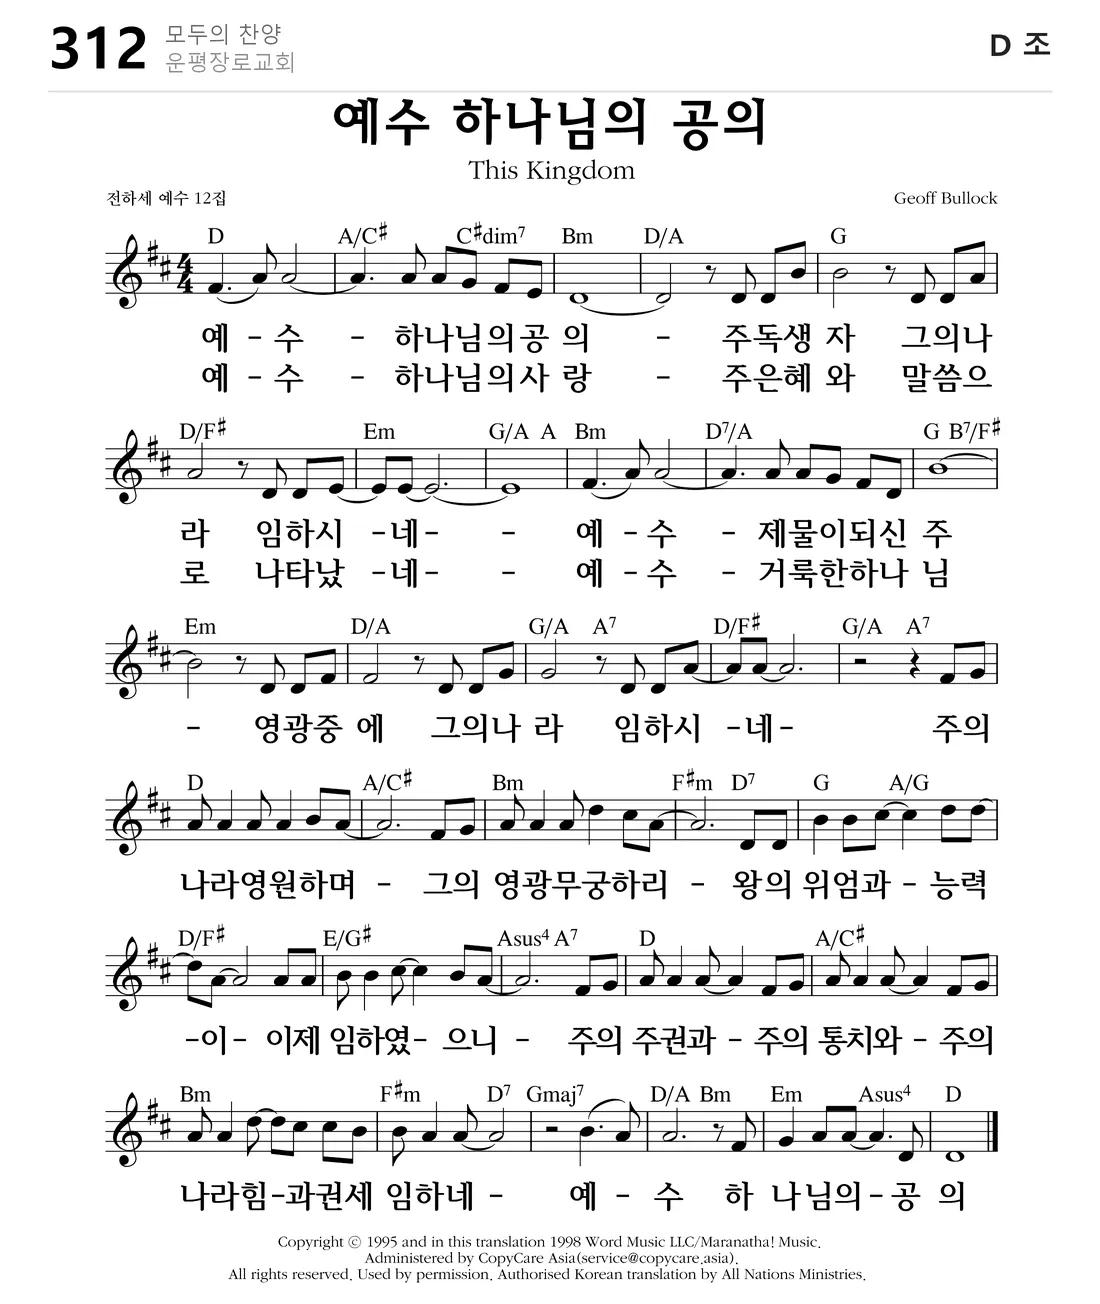 312 모두의 찬양
운평장로교회
D 조
예수 하나님의 공의
This Kingdom
전하세 예수 12집
Geoff Bullock
D A/C♯ C♯dim7 Bm D/A G
예 - 수 - 하나님의공 의 - 주독생 자 그의나
예 - 수 - 하나님의사 랑 - 주은혜 와 말씀으
D/F♯ Em G/A A Bm D7/A G B7/F♯
라 임하시 -네- - 예 - 수 - 제물이되신 주
로 나타났 -네- - 예 - 수 - 거룩한하나 님
Em D/A G/A A7 D/F♯ G/A A7
- 영광중 에 그의나 라 임하시 -네- 주의
D A/C♯ Bm F♯m D7 G A/G
나라영원하며 - 그의 영광무궁하리 - 왕의 위엄과 - 능력
D/F♯ E/G♯ Asus4 A7 D A/C♯
-이- 이제 임하였- 으니 - 주의 주권과 - 주의 통치와 - 주의
Bm F♯m D7 Gmaj7 D/A Bm Em Asus4 D
나라힘-과권세 임하네 - 예 - 수 하 나님의-공 의
Copyright ⓒ 1995 and in this translation 1998 Word Music LLC/Maranatha! Music.
Administered by CopyCare Asia(service@copycare.asia).
All rights reserved. Used by permission. Authorised Korean translation by All Nations Ministries.